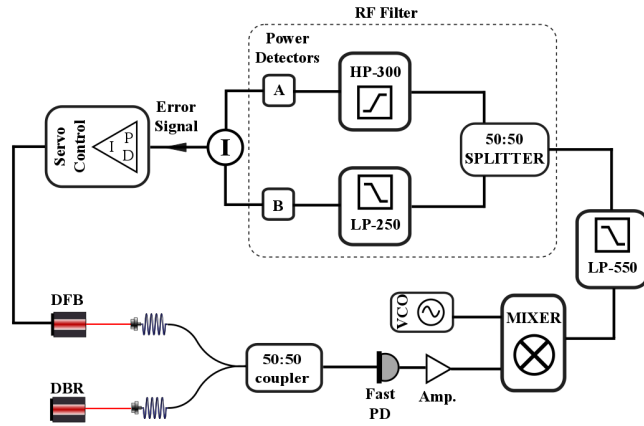 RF Filter
Power
Detectors
HP-300
A
Error
Signal
50:50
SPLITTER
Servo
Control
P
I
D
I
B
LP-250
LP-550
DFB
VCO
MIXER
50:50
coupler
DBR
Fast
PD
Amp.